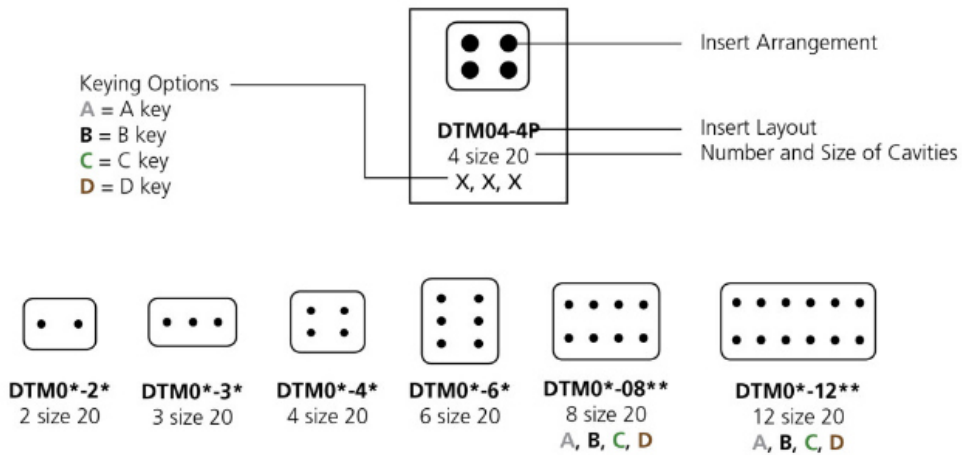 Insert Arrangement
Keying Options
A = A key
B = B key
C = C key
D = D key
DTM04-4P
4 size 20
X, X, X
Insert Layout
Number and Size of Cavities
DTM0*-2*
2 size 20
DTM0*-3*
3 size 20
DTM0*-4*
4 size 20
DTM0*-6*
6 size 20
DTM0*-08**
8 size 20
A, B, C, D
DTM0*-12**
12 size 20
A, B, C, D